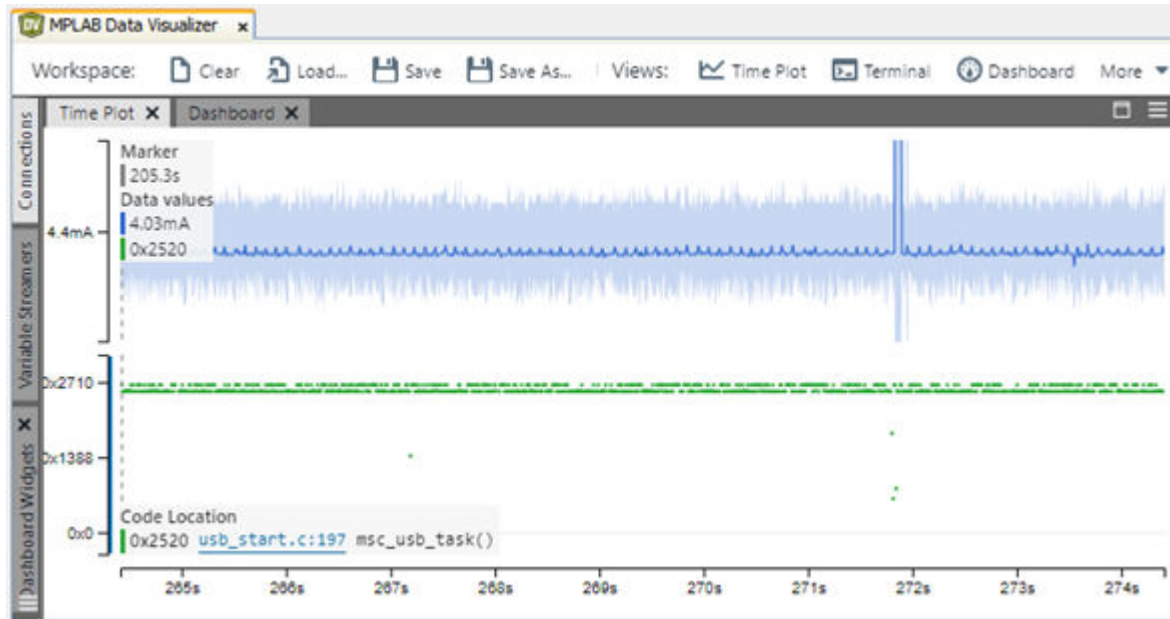 MPLAB Data Visualizer x
Workspace: Clear Load... Save Save As... Views: Time Plot Terminal Dashboard More
Time Plot Dashboard
Connections
Variable Streamers
Dashboard Widgets
Marker
205.3s
Data values
4.03mA
0x2520
4.4mA
0x2710
0x1388
0x0
Code Location
0x2520 usb_start.c:197 msc_usb_task()
265s 266s 267s 268s 269s 270s 271s 272s 273s 274s